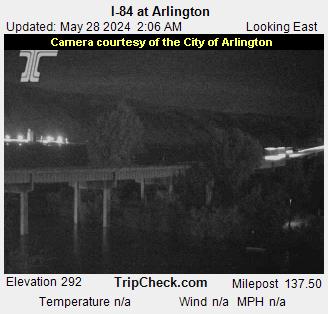 I-84 at Arlington
Updated: May 28 2024 2:06 AM Looking East
Camera courtesy of the City of Arlington
Elevation 292 TripCheck.com Milepost 137.50
Temperature n/a Wind n/a MPH n/a